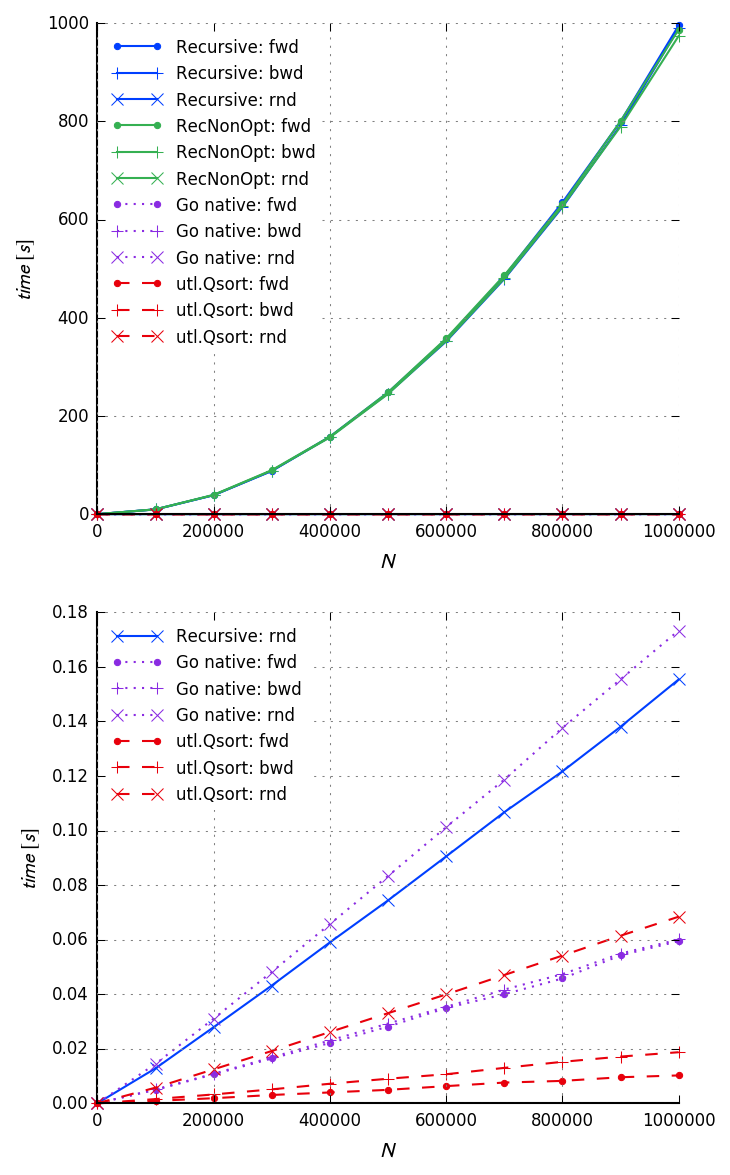 1000
800
600
400
200
0
time [s]
Recursive: fwd
Recursive: bwd
Recursive: rnd
RecNonOpt: fwd
RecNonOpt: bwd
RecNonOpt: rnd
Go native: fwd
Go native: bwd
Go native: rnd
utl.Qsort: fwd
utl.Qsort: bwd
utl.Qsort: rnd
0 200000 400000 600000 800000 1000000
N
0.18
0.16
0.14
0.12
0.10
0.08
0.06
0.04
0.02
0.00
time [s]
Recursive: rnd
Go native: fwd
Go native: bwd
Go native: rnd
utl.Qsort: fwd
utl.Qsort: bwd
utl.Qsort: rnd
0 200000 400000 600000 800000 1000000
N